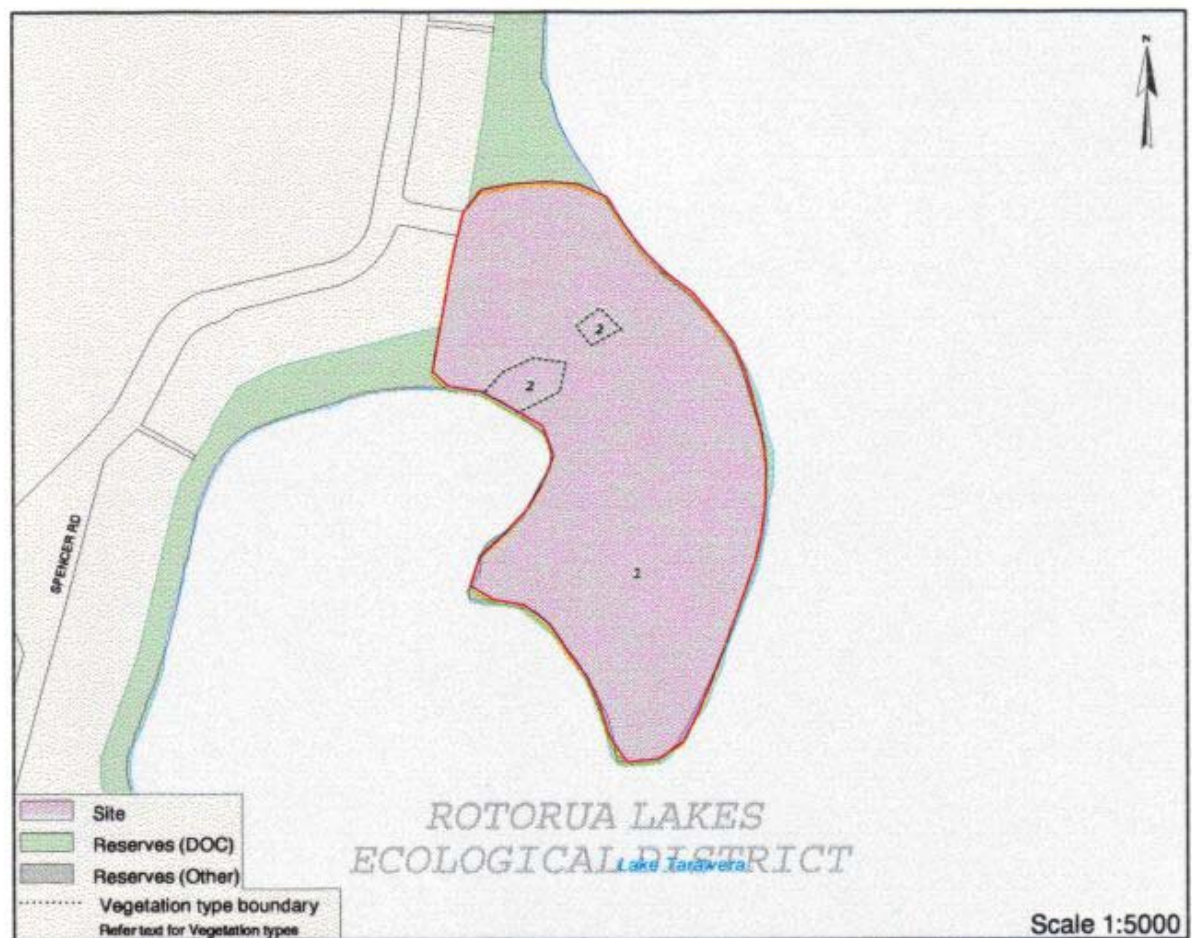 N
2
2
1
SPENCER RD
ROTORUA LAKES
ECOLOGICAL DISTRICT
Lake Tarawera
Site
Reserves (DOC)
Reserves (Other)
Vegetation type boundary
Refer text for Vegetation types
Scale 1:5000